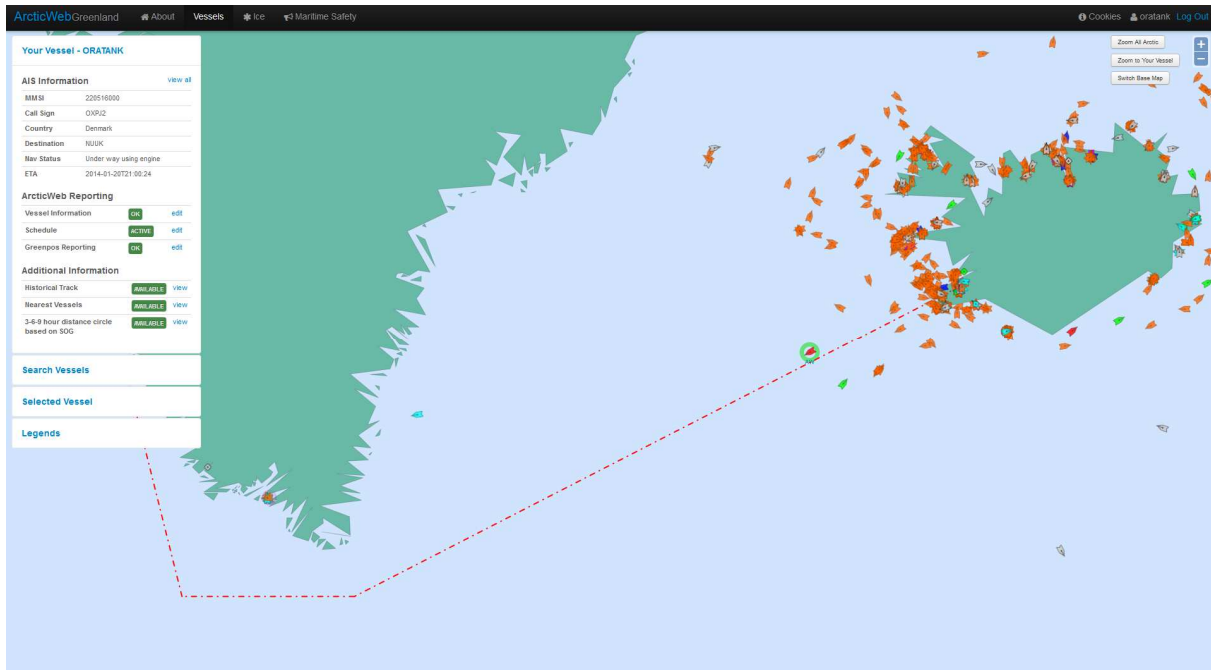 ArcticWebGreenland About Vessels Ice Maritime Safety Cookies oratank Log Out
Your Vessel - ORATANK
AIS Information view all
MMSI 220516000
Call Sign OXPJ2
Country Denmark
Destination NUUK
Nav Status Under way using engine
ETA 2014-01-20T21:00:24
ArcticWeb Reporting
Vessel Information OK edit
Schedule ACTIVE edit
Greenpos Reporting OK edit
Additional Information
Historical Track AVAILABLE view
Nearest Vessels AVAILABLE view
3-6-9 hour distance circle AVAILABLE view
based on SOG
Search Vessels
Selected Vessel
Legends
Zoom All Arctic
Zoom to Your Vessel
Switch Base Map
+
−